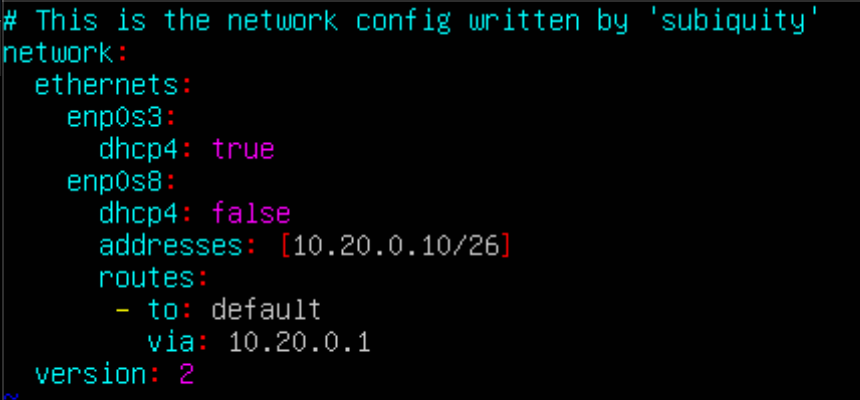 # This is the network config written by 'subiquity'
network:
  ethernets:
    enp0s3:
      dhcp4: true
    enp0s8:
      dhcp4: false
      addresses: [10.20.0.10/26]
      routes:
       - to: default
         via: 10.20.0.1
  version: 2
~